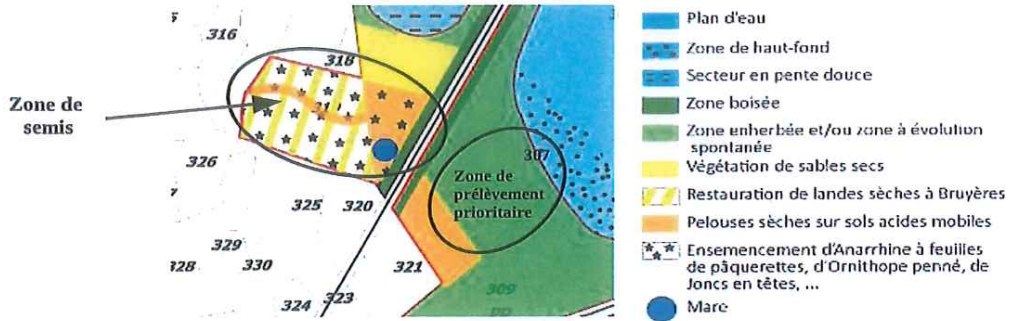 316
318
Zone de
semis
326
325
320
307
Zone de
prélèvement
prioritaire
329
328
330
321
324
323
309
Plan d'eau
Zone de haut-fond
Secteur en pente douce
Zone boisée
Zone enherbée et/ou zone à évolution
spontanée
Végétation de sables secs
Restauration de landes sèches à Bruyères
Pelouses sèches sur sols acides mobiles
Ensemencement d'Anarrhine à feuilles
de pâquerettes, d'Ornithope penné, de
Joncs en têtes, ...
Mare